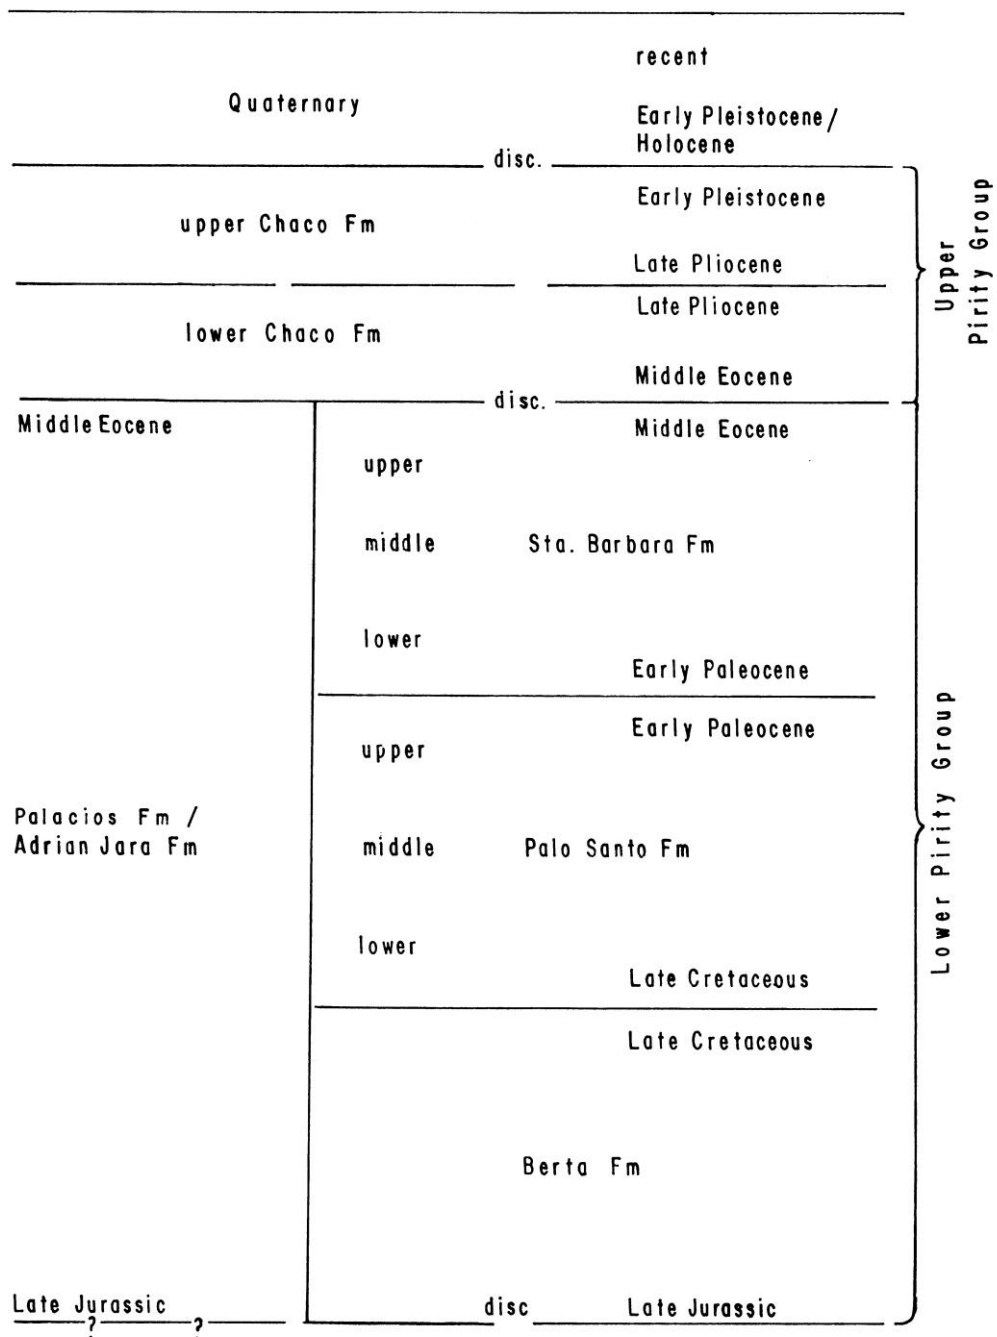 recent
Quaternary
Early Pleistocene/
Holocene
disc.
Early Pleistocene
upper Chaco Fm
Late Pliocene
Late Pliocene
lower Chaco Fm
Middle Eocene
disc.
Upper
Pirity Group
Middle Eocene
Middle Eocene
upper
middle Sta. Barbara Fm
lower
Early Paleocene
Early Paleocene
upper
Palacios Fm /
Adrian Jara Fm
middle Palo Santo Fm
lower
Late Cretaceous
Late Cretaceous
Berta Fm
Lower Pirity Group
Late Jurassic
? ?
disc Late Jurassic